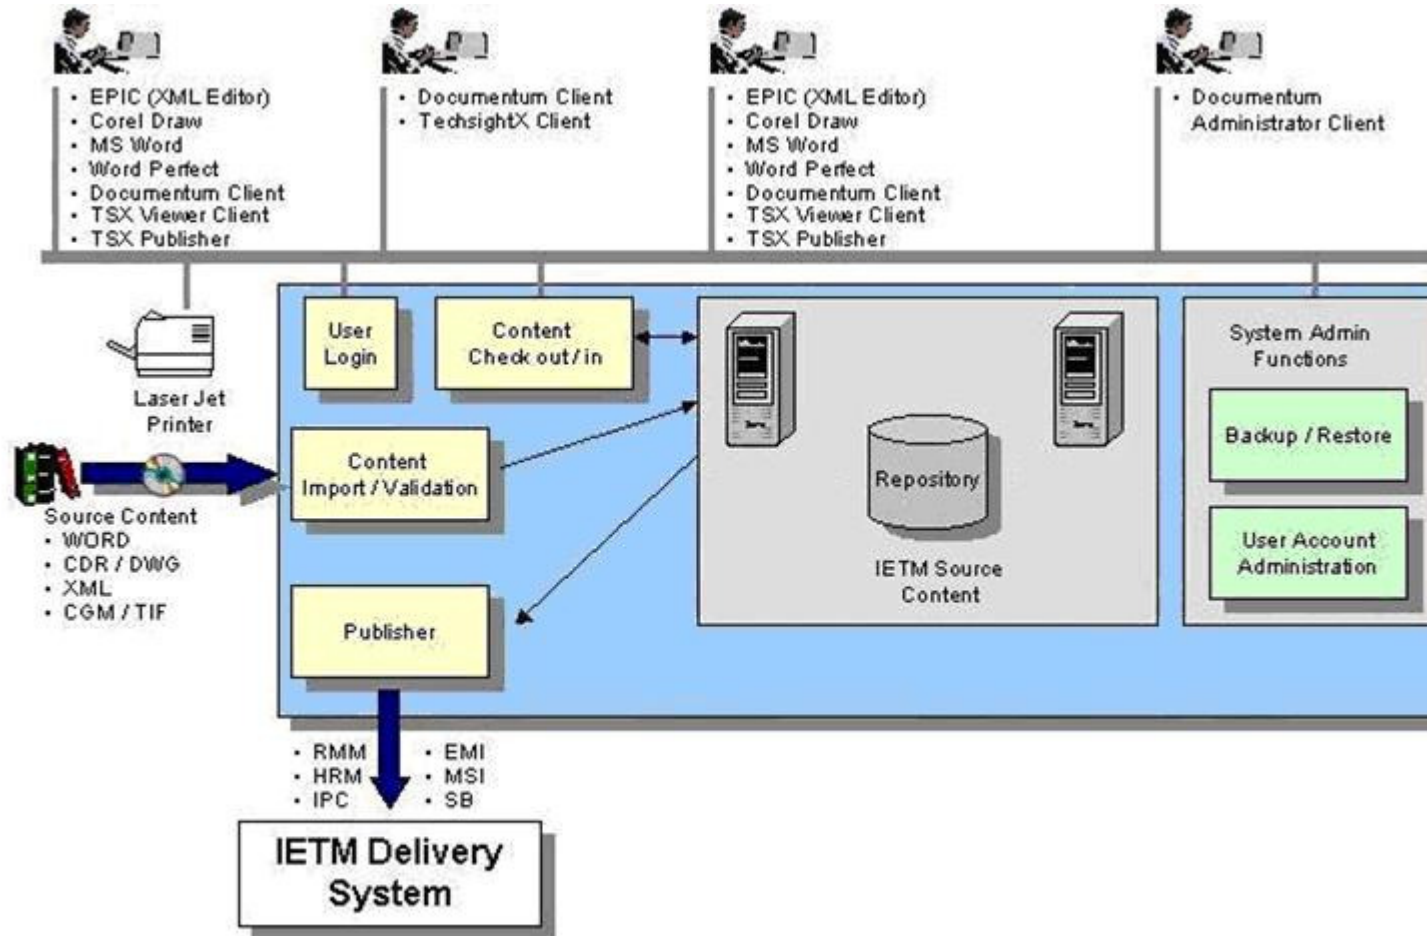 • EPIC (XML Editor)
• Corel Draw
• MS Word
• Word Perfect
• Documentum Client
• TSX Viewer Client
• TSX Publisher
• Documentum Client
• TechsightX Client
• EPIC (XML Editor)
• Corel Draw
• MS Word
• Word Perfect
• Documentum Client
• TSX Viewer Client
• TSX Publisher
• Documentum
Administrator Client
Laser Jet
Printer
User
Login
Content
Check out / in
System Admin
Functions
Backup / Restore
User Account
Administration
Content
Import / Validation
Repository
IETM Source
Content
Source Content
• WORD
• CDR / DWG
• XML
• CGM / TIF
Publisher
• RMM
• HRM
• IPC
• EMI
• MSI
• SB
IETM Delivery
System